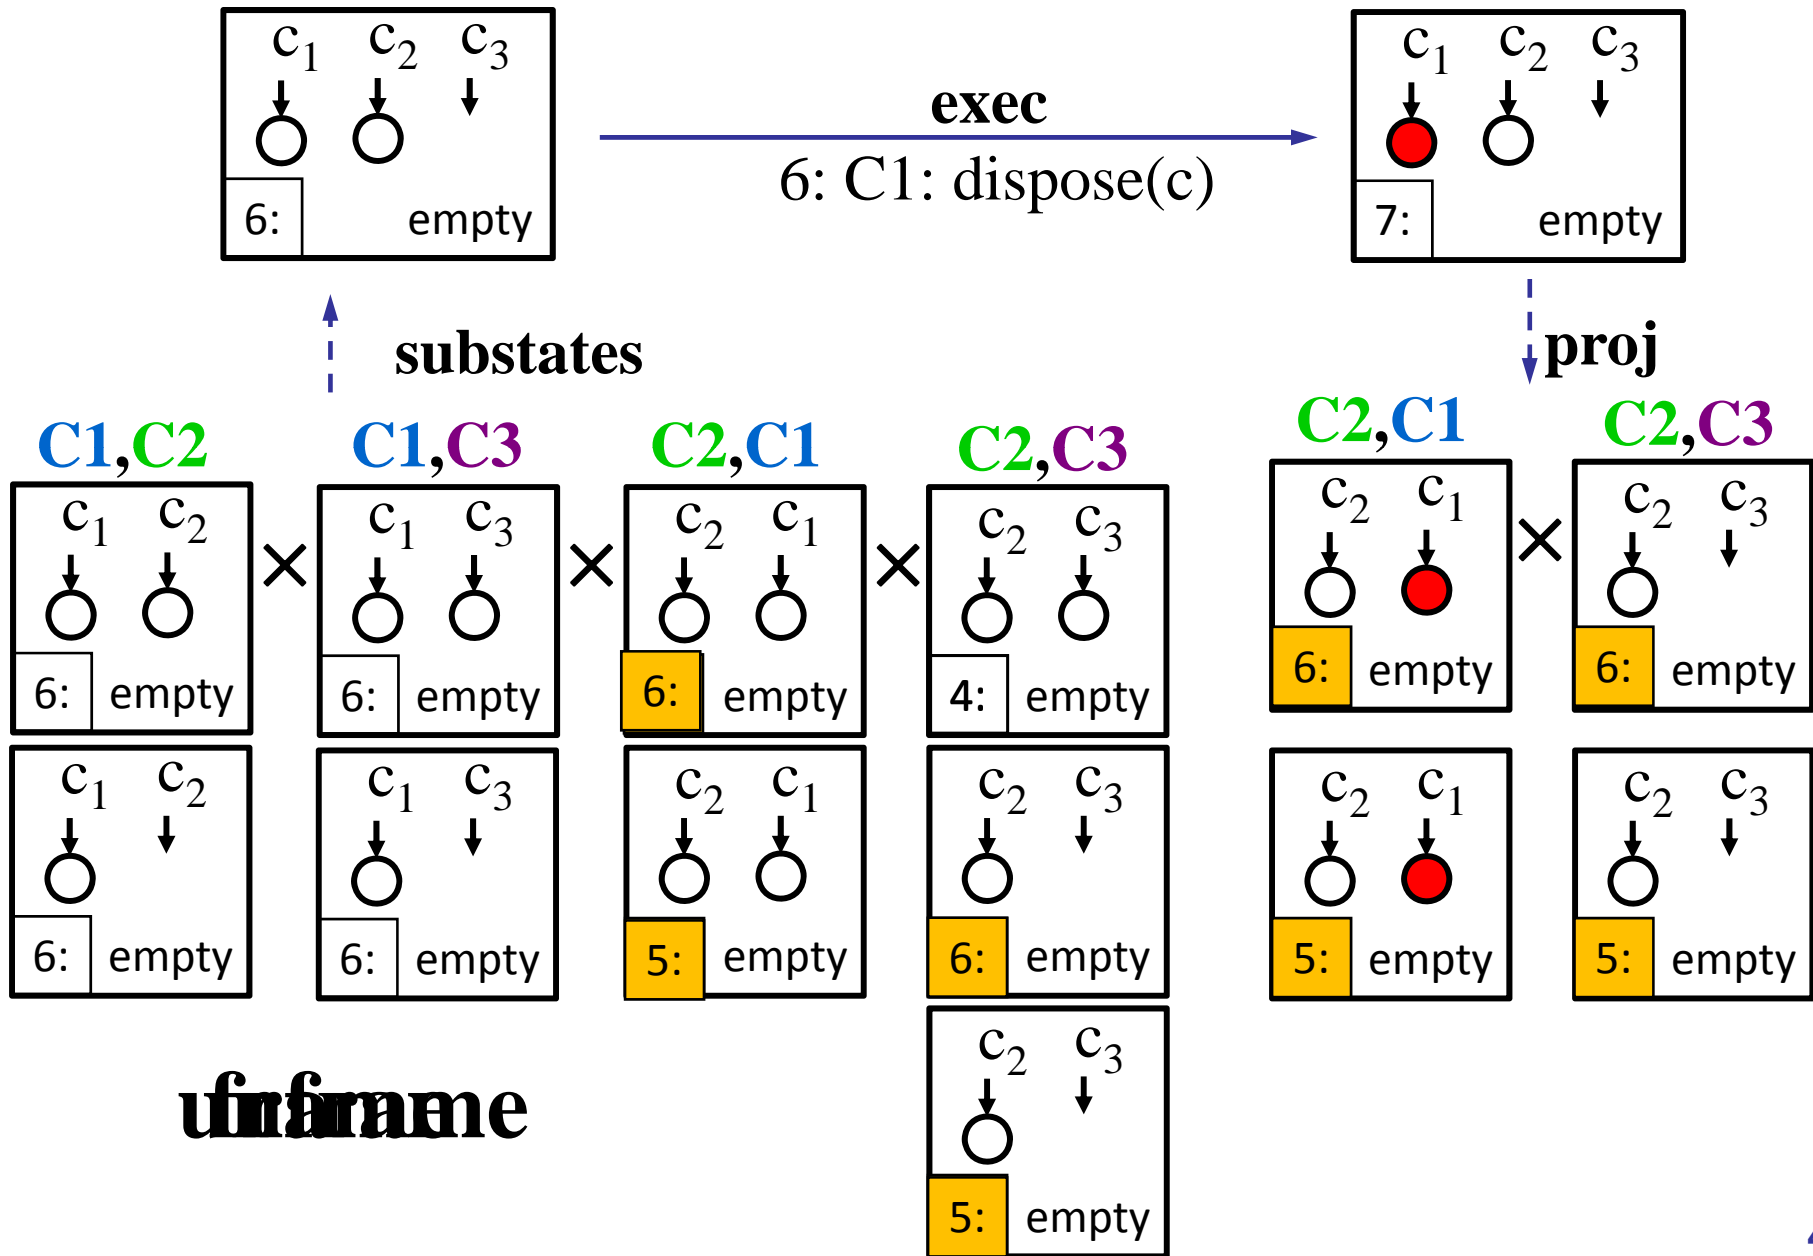 c1 c2 c3
6: empty
exec
6: C1: dispose(c)
c1 c2 c3
7: empty
substates
proj
C1,C2 C1,C3 C2,C1 C2,C3
C2,C1 C2,C3
c1 c2 × c1 c3 × c2 c1 × c2 c3
6: empty 6: empty 6: empty 4: empty
c2 c1 × c2 c3
6: empty 6: empty
c1 c2 c1 c3 c2 c1 c2 c3
6: empty 6: empty 5: empty 6: empty
c2 c1 c2 c3
5: empty 5: empty
c2 c3
5: empty